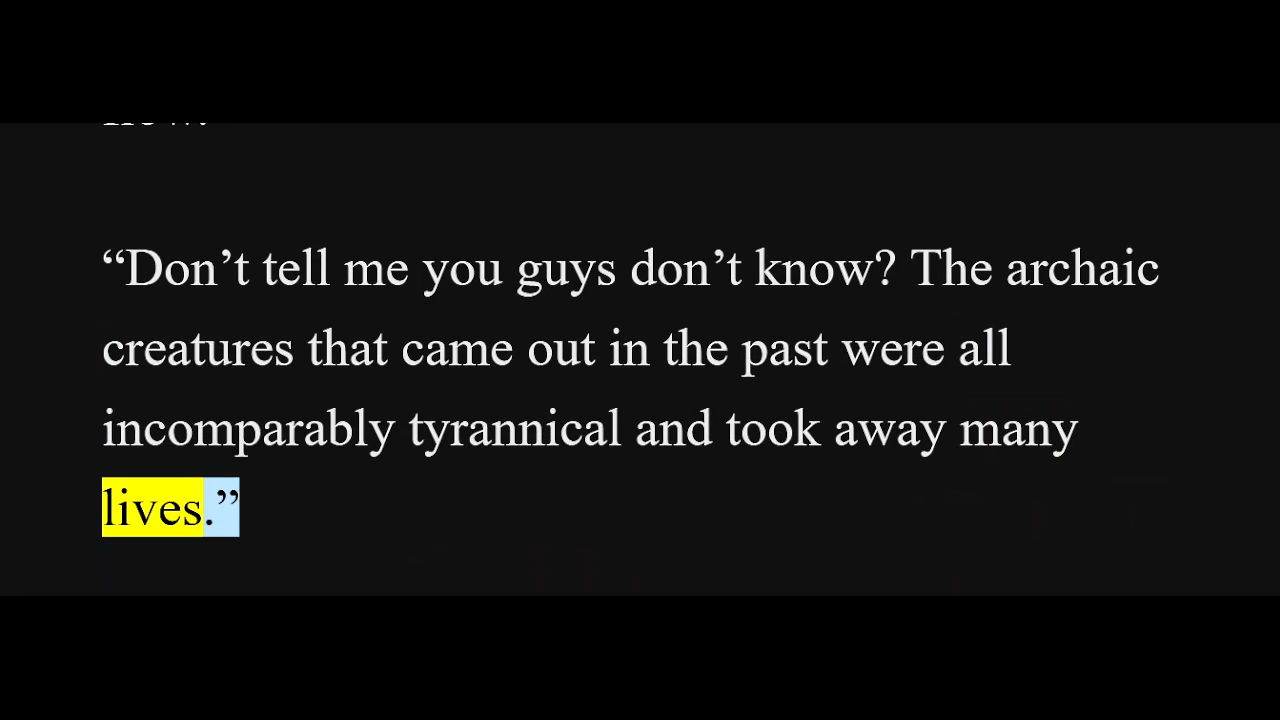 “Don’t tell me you guys don’t know? The archaic
creatures that came out in the past were all
incomparably tyrannical and took away many
lives.”